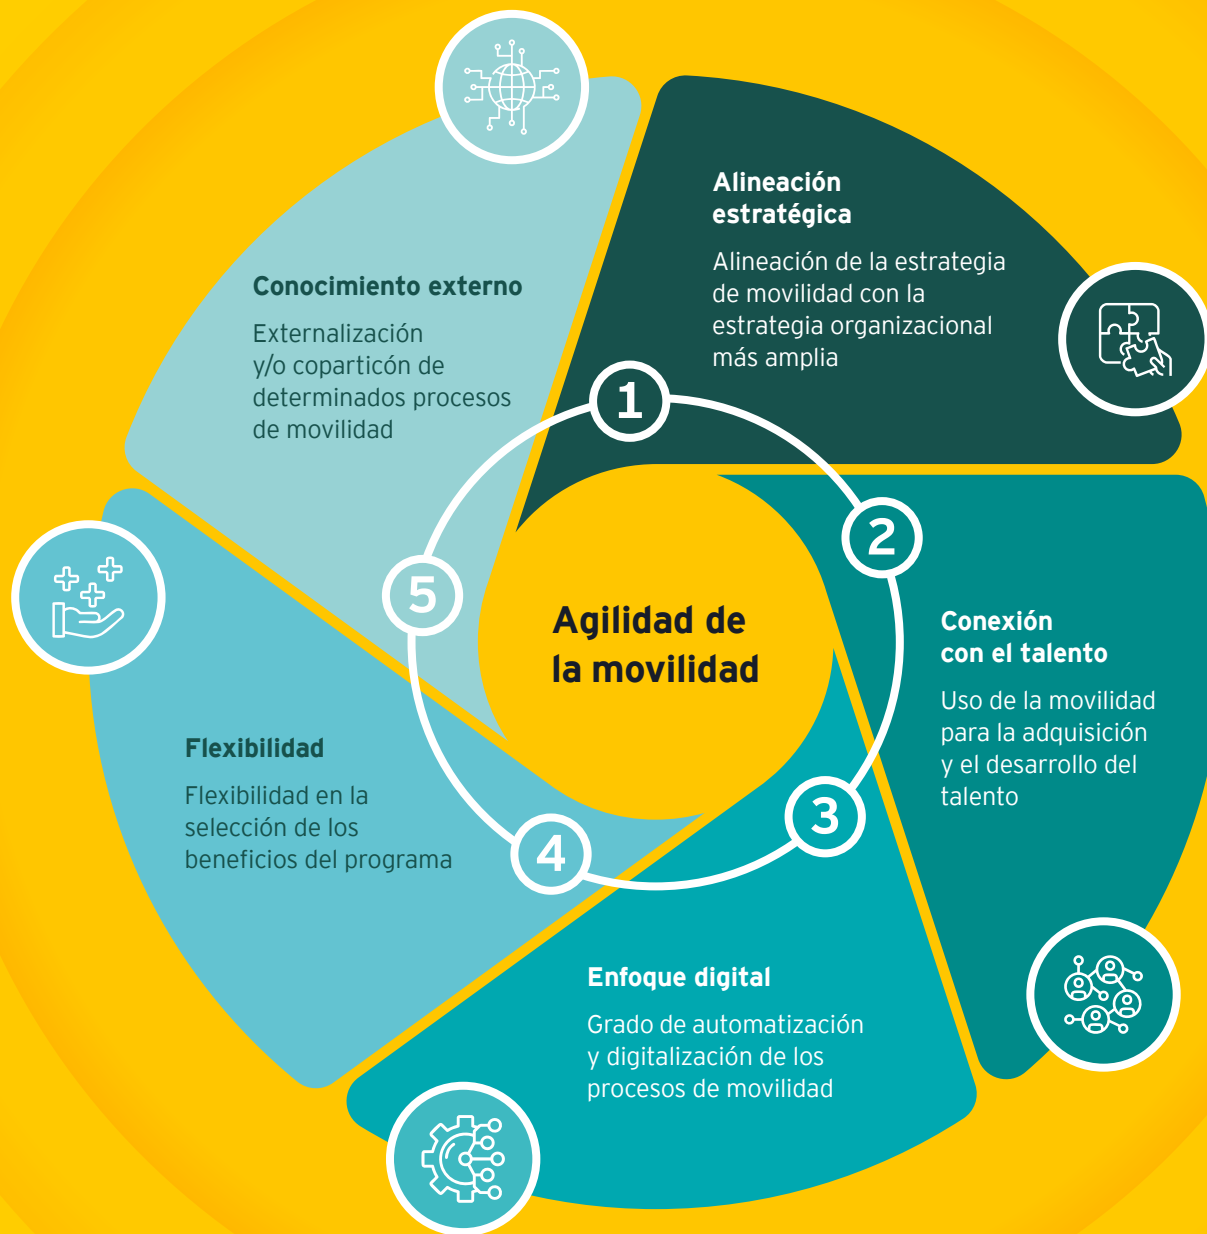 Agilidad de
la movilidad
1
Alineación
estratégica
Alineación de la estrategia
de movilidad con la
estrategia organizacional
más amplia
2
Conexión
con el talento
Uso de la movilidad
para la adquisición
y el desarrollo del
talento
3
Enfoque digital
Grado de automatización
y digitalización de los
procesos de movilidad
4
Flexibilidad
Flexibilidad en la
selección de los
beneficios del programa
5
Conocimiento externo
Externalización
y/o coparticón de
determinados procesos
de movilidad